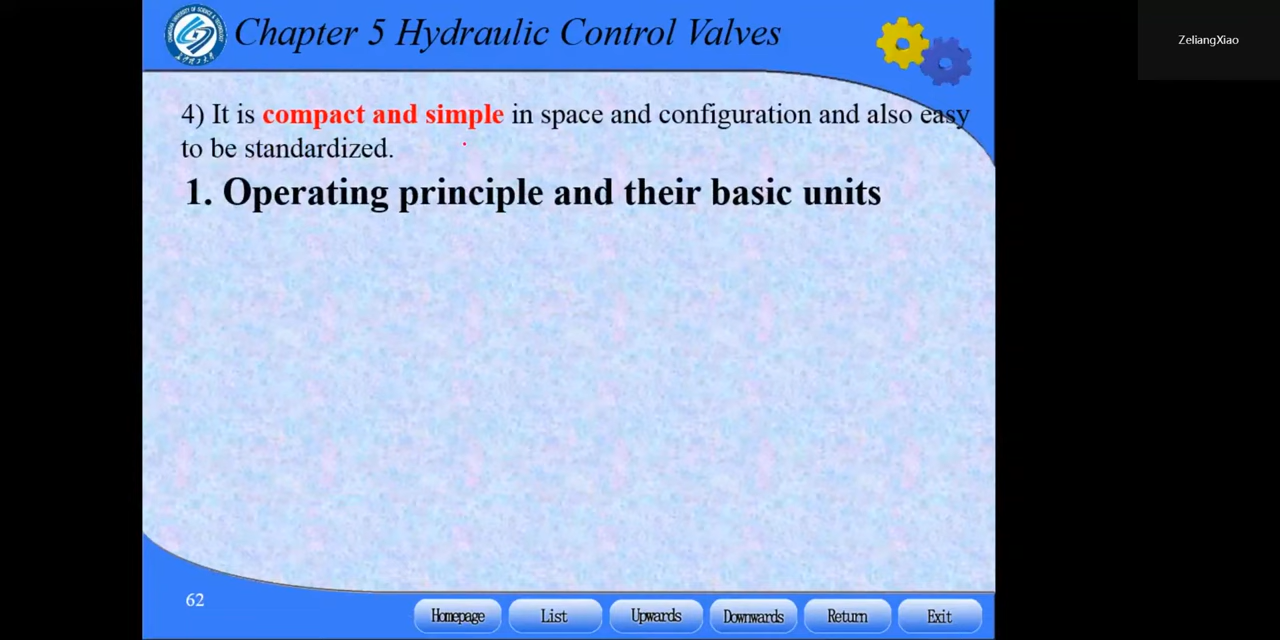 Chapter 5 Hydraulic Control Valves
ZeliangXiao
4) It is compact and simple in space and configuration and also easy
to be standardized.
1. Operating principle and their basic units
62
Homepage
List
Upwards
Downwards
Return
Exit